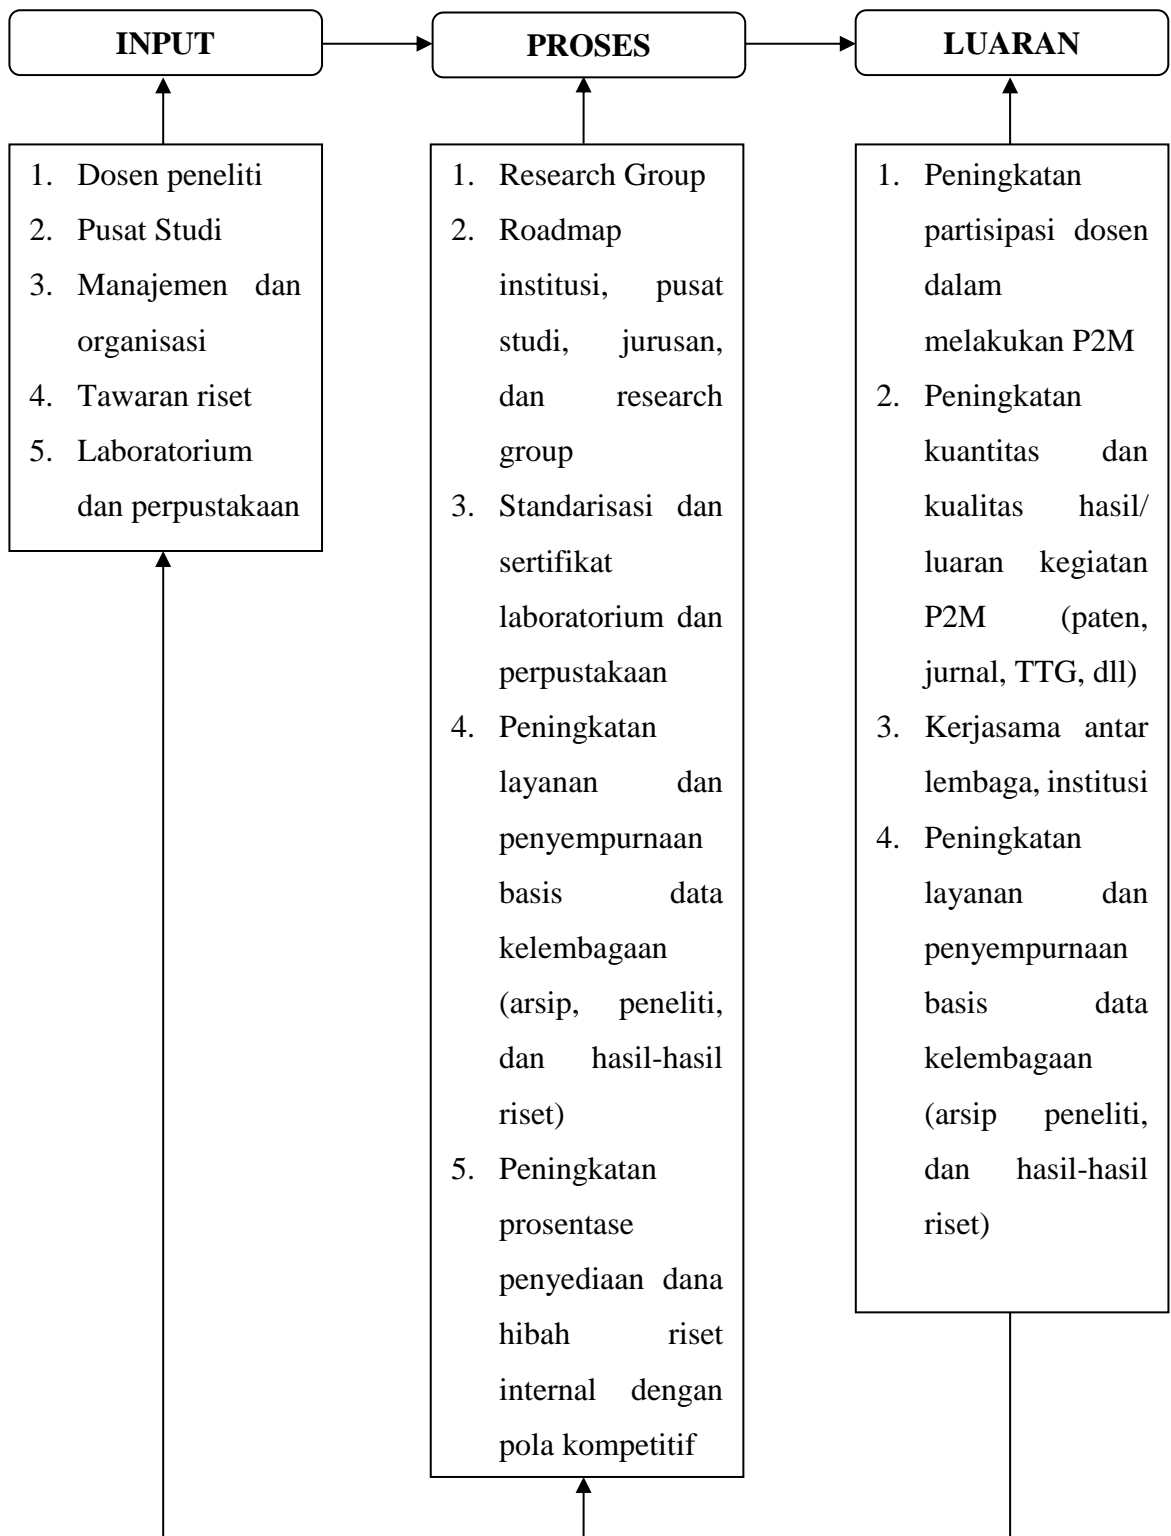 INPUT
PROSES
LUARAN
1. Dosen peneliti
2. Pusat Studi
3. Manajemen dan
organisasi
4. Tawaran riset
5. Laboratorium
dan perpustakaan
1. Research Group
2. Roadmap
institusi, pusat
studi, jurusan,
dan research
group
3. Standarisasi dan
sertifikat
laboratorium dan
perpustakaan
4. Peningkatan
layanan dan
penyempurnaan
basis data
kelembagaan
(arsip, peneliti,
dan hasil-hasil
riset)
5. Peningkatan
prosentase
penyediaan dana
hibah riset
internal dengan
pola kompetitif
1. Peningkatan
partisipasi dosen
dalam
melakukan P2M
2. Peningkatan
kuantitas dan
kualitas hasil/
luaran kegiatan
P2M (paten,
jurnal, TTG, dll)
3. Kerjasama antar
lembaga, institusi
4. Peningkatan
layanan dan
penyempurnaan
basis data
kelembagaan
(arsip peneliti,
dan hasil-hasil
riset)